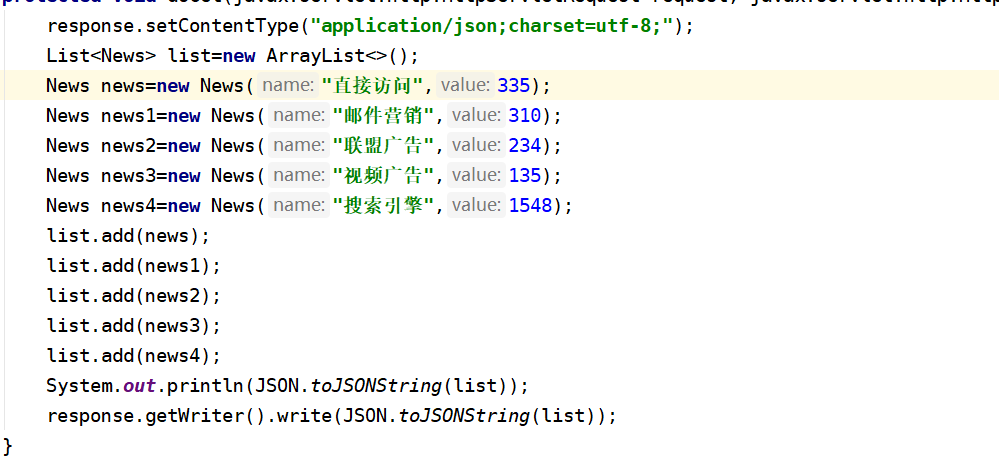 response.setContentType("application/json;charset=utf-8;");
List<News> list=new ArrayList<>();
News news=new News( name: "直接访问", value: 335);
News news1=new News( name: "邮件营销", value: 310);
News news2=new News( name: "联盟广告", value: 234);
News news3=new News( name: "视频广告", value: 135);
News news4=new News( name: "搜索引擎", value: 1548);
list.add(news);
list.add(news1);
list.add(news2);
list.add(news3);
list.add(news4);
System.out.println(JSON.toJSONString(list));
response.getWriter().write(JSON.toJSONString(list));
}